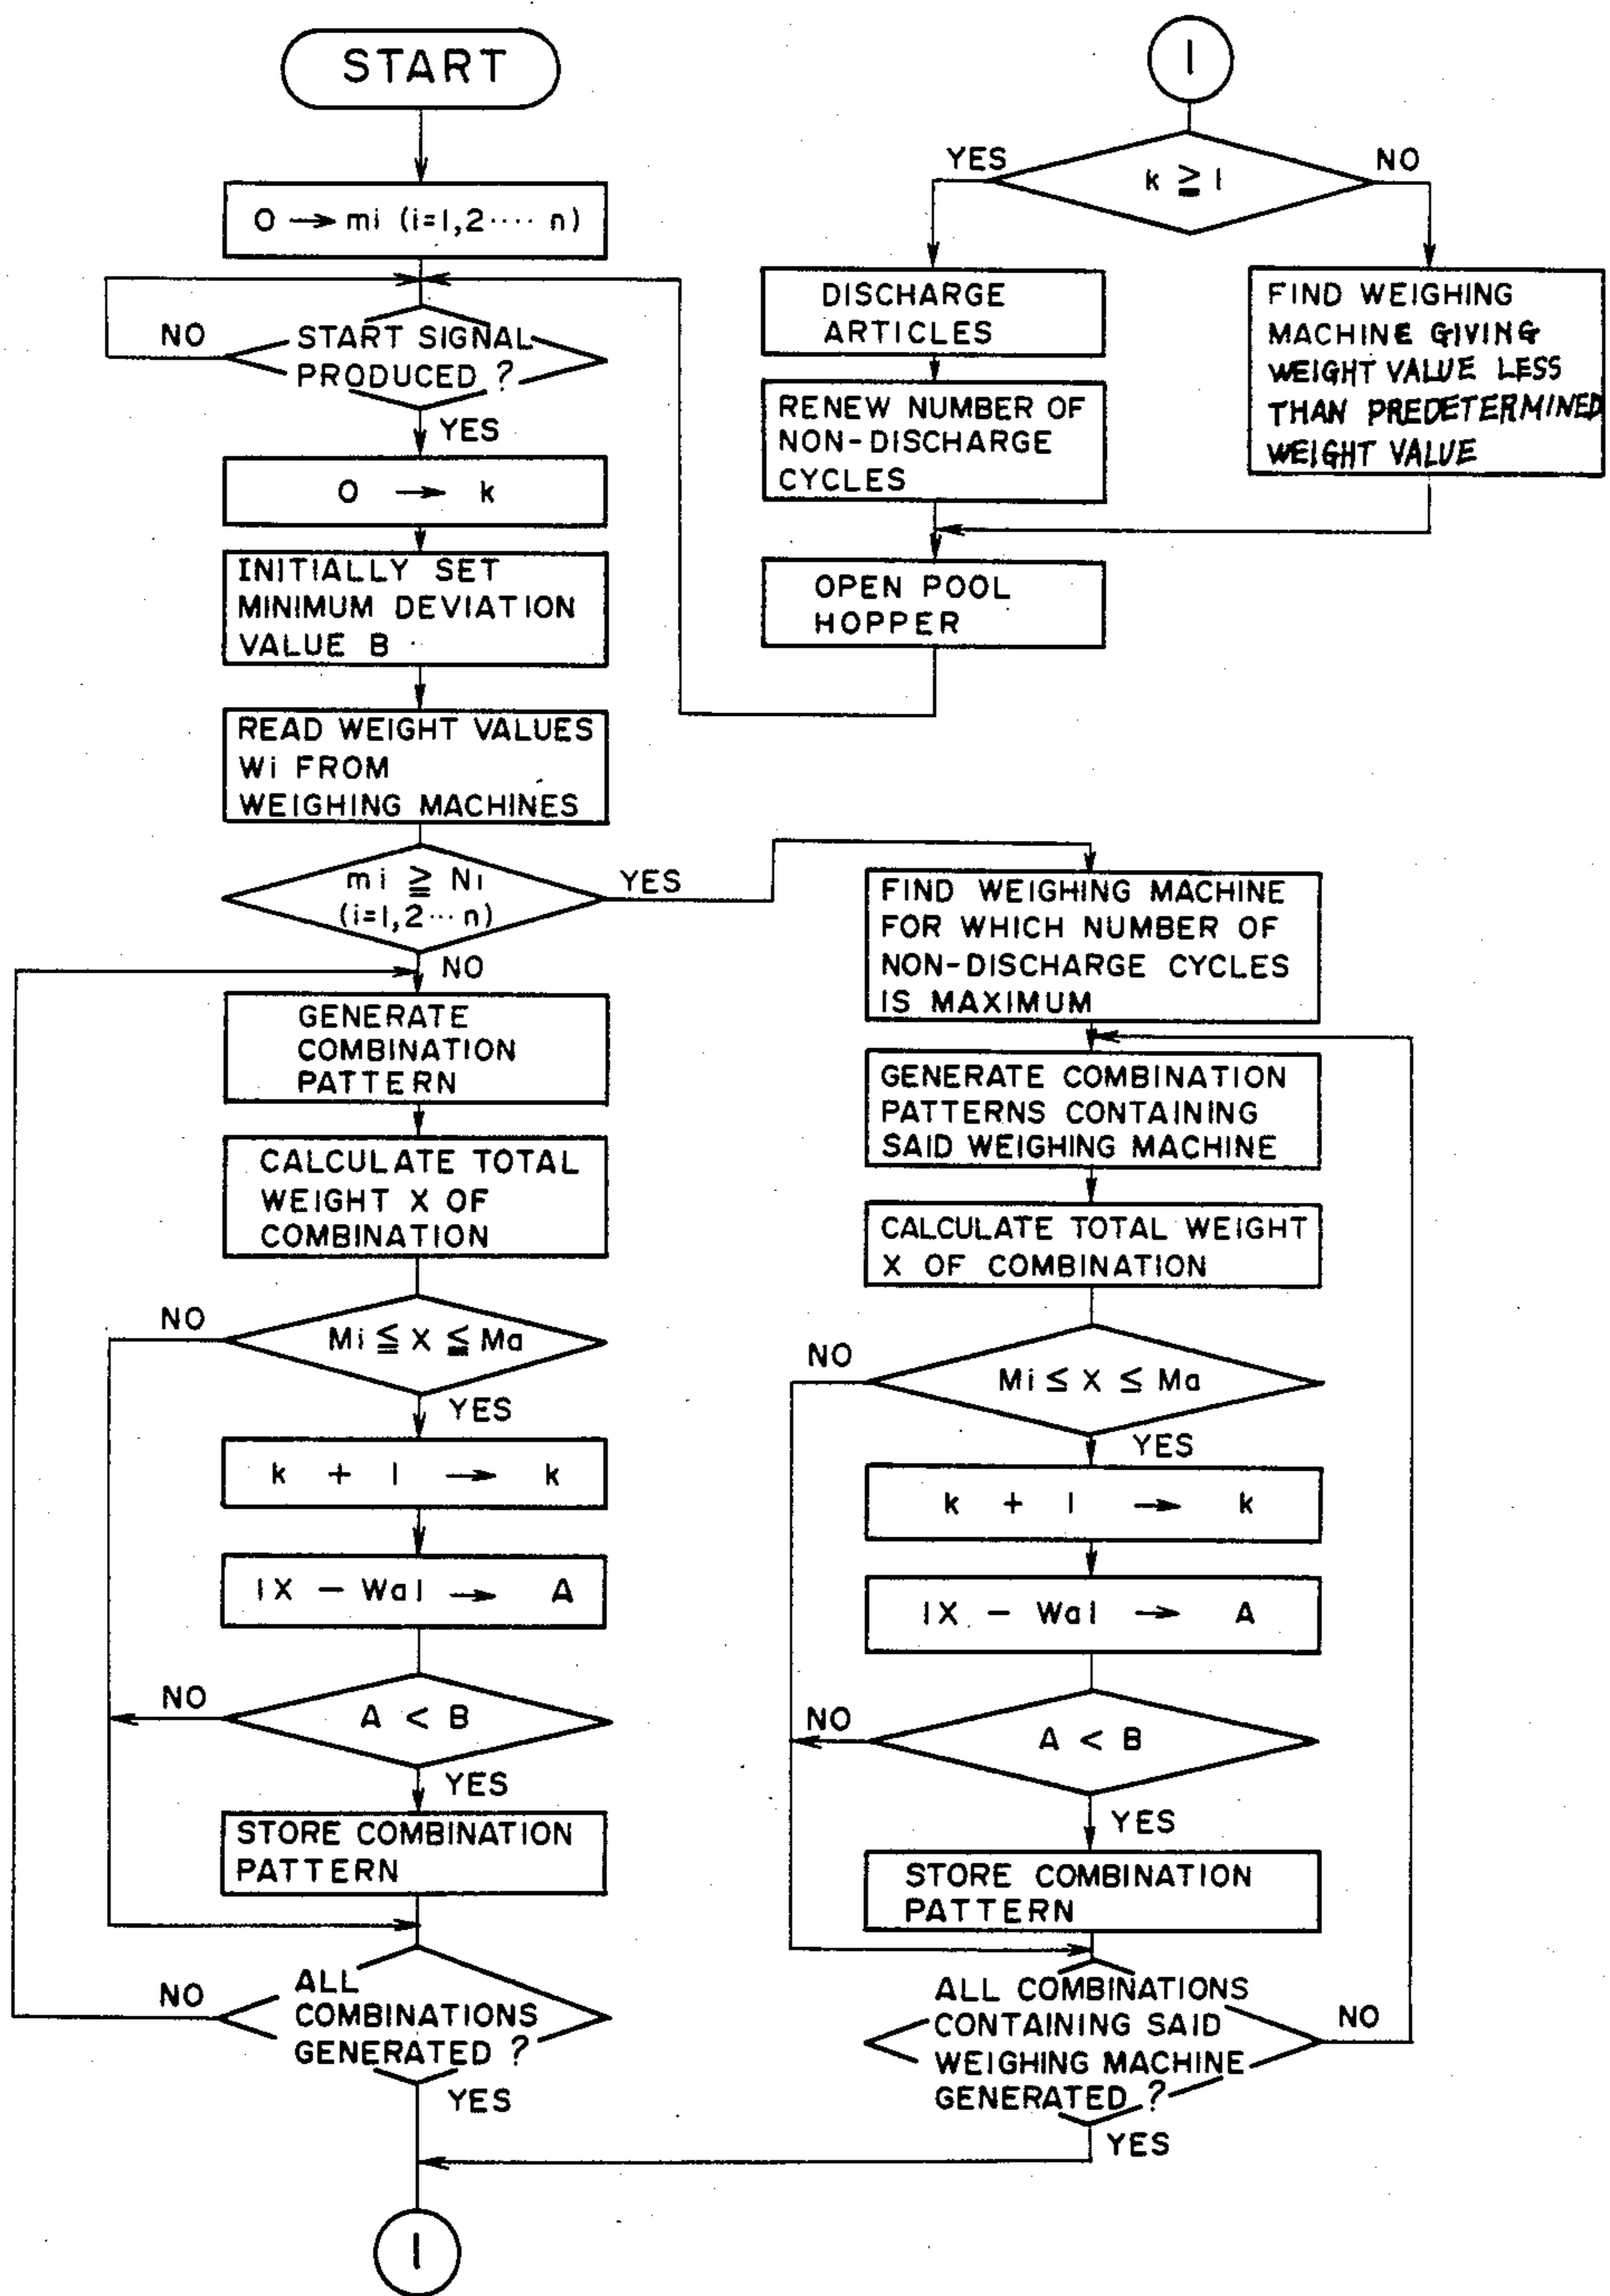 START
O → mi (i=1,2···· n)
START SIGNAL
PRODUCED ?
NO
YES
O → k
INITIALLY SET
MINIMUM DEVIATION
VALUE B
READ WEIGHT VALUES
Wi FROM
WEIGHING MACHINES
mi ≧ Ni
(i=1,2··· n)
YES
NO
GENERATE
COMBINATION
PATTERN
CALCULATE TOTAL
WEIGHT X OF
COMBINATION
NO
Mi ≦ X ≦ Ma
YES
k + 1 → k
|X − Wa| → A
NO
A < B
YES
STORE COMBINATION
PATTERN
NO
ALL
COMBINATIONS
GENERATED ?
YES
1
1
YES
k ≧ 1
NO
DISCHARGE
ARTICLES
RENEW NUMBER OF
NON-DISCHARGE
CYCLES
FIND WEIGHING
MACHINE GIVING
WEIGHT VALUE LESS
THAN PREDETERMINED
WEIGHT VALUE
OPEN POOL
HOPPER
FIND WEIGHING MACHINE
FOR WHICH NUMBER OF
NON-DISCHARGE CYCLES
IS MAXIMUM
GENERATE COMBINATION
PATTERNS CONTAINING
SAID WEIGHING MACHINE
CALCULATE TOTAL WEIGHT
X OF COMBINATION
NO
Mi ≤ X ≤ Ma
YES
k + 1 → k
|X − Wa| → A
NO
A < B
YES
STORE COMBINATION
PATTERN
ALL COMBINATIONS
CONTAINING SAID
WEIGHING MACHINE
GENERATED ?
NO
YES